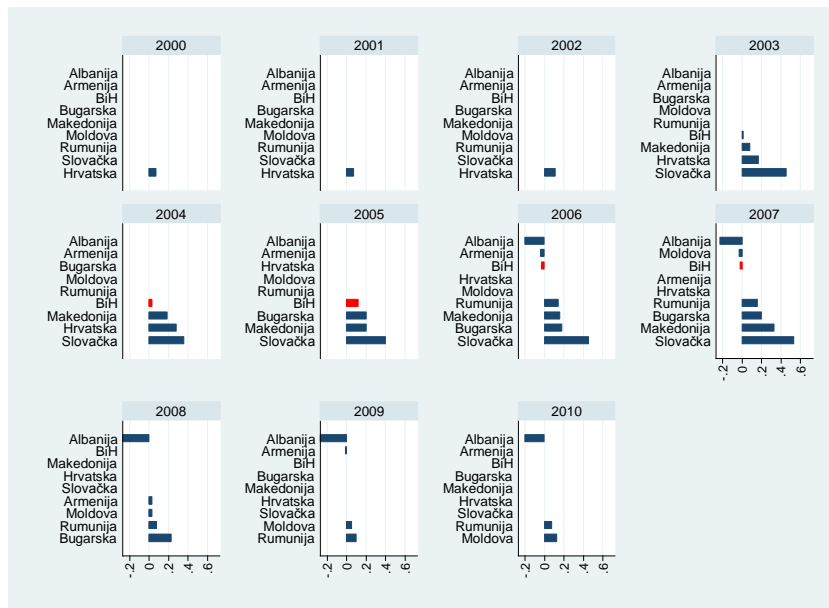 2000
Albanija
Armenija
BiH
Bugarska
Makedonija
Moldova
Rumunija
Slovačka
Hrvatska
2001
Albanija
Armenija
BiH
Bugarska
Makedonija
Moldova
Rumunija
Slovačka
Hrvatska
2002
Albanija
Armenija
BiH
Bugarska
Makedonija
Moldova
Rumunija
Slovačka
Hrvatska
2003
Albanija
Armenija
Bugarska
Moldova
Rumunija
BiH
Makedonija
Hrvatska
Slovačka
2004
Albanija
Armenija
Bugarska
Moldova
Rumunija
BiH
Makedonija
Hrvatska
Slovačka
2005
Albanija
Armenija
Hrvatska
Moldova
Rumunija
BiH
Bugarska
Makedonija
Slovačka
2006
Albanija
Armenija
BiH
Hrvatska
Moldova
Rumunija
Makedonija
Bugarska
Slovačka
2007
Albanija
Moldova
BiH
Armenija
Hrvatska
Rumunija
Bugarska
Makedonija
Slovačka
-.2 0 .2 .4 .6
2008
Albanija
BiH
Makedonija
Hrvatska
Slovačka
Armenija
Moldova
Rumunija
Bugarska
-.2 0 .2 .4 .6
2009
Albanija
Armenija
BiH
Bugarska
Makedonija
Hrvatska
Slovačka
Moldova
Rumunija
-.2 0 .2 .4 .6
2010
Albanija
Armenija
BiH
Bugarska
Makedonija
Hrvatska
Slovačka
Rumunija
Moldova
-.2 0 .2 .4 .6